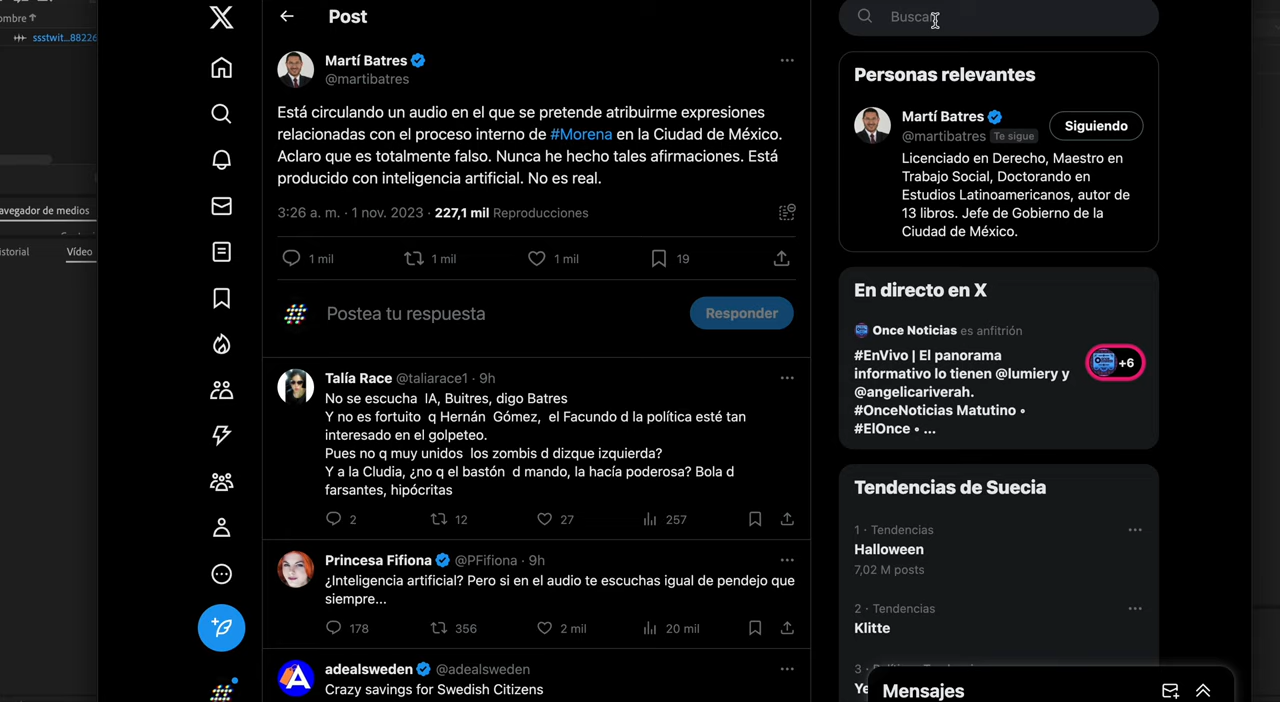 ombre ↑
ssstwit...88226
avegador de medios
istorial
Vídeo
Post
Martí Batres
@martibatres
Está circulando un audio en el que se pretende atribuirme expresiones
relacionadas con el proceso interno de #Morena en la Ciudad de México.
Aclaro que es totalmente falso. Nunca he hecho tales afirmaciones. Está
producido con inteligencia artificial. No es real.
3:26 a. m. · 1 nov. 2023 · 227,1 mil Reproducciones
1 mil
1 mil
1 mil
19
Postea tu respuesta
Responder
Talía Race @taliarace1 · 9h
No se escucha IA, Buitres, digo Batres
Y no es fortuito q Hernán Gómez, el Facundo d la política esté tan
interesado en el golpeteo.
Pues no q muy unidos los zombis d dizque izquierda?
Y a la Cludia, ¿no q el bastón d mando, la hacía poderosa? Bola d
farsantes, hipócritas
2
12
27
257
Princesa Fifiona @PFifiona · 9h
¿Inteligencia artificial? Pero si en el audio te escuchas igual de pendejo que
siempre...
178
356
2 mil
20 mil
adealsweden @adealsweden
Crazy savings for Swedish Citizens
Buscar
Personas relevantes
Martí Batres
@martibatres Te sigue
Siguiendo
Licenciado en Derecho, Maestro en
Trabajo Social, Doctorando en
Estudios Latinoamericanos, autor de
13 libros. Jefe de Gobierno de la
Ciudad de México.
En directo en X
Once Noticias es anfitrión
#EnVivo | El panorama
informativo lo tienen @lumiery y
@angelicariverah.
#OnceNoticias Matutino •
#ElOnce • ...
+6
Tendencias de Suecia
1 · Tendencias
Halloween
7,02 M posts
2 · Tendencias
Klitte
3 ·
Ye
Mensajes